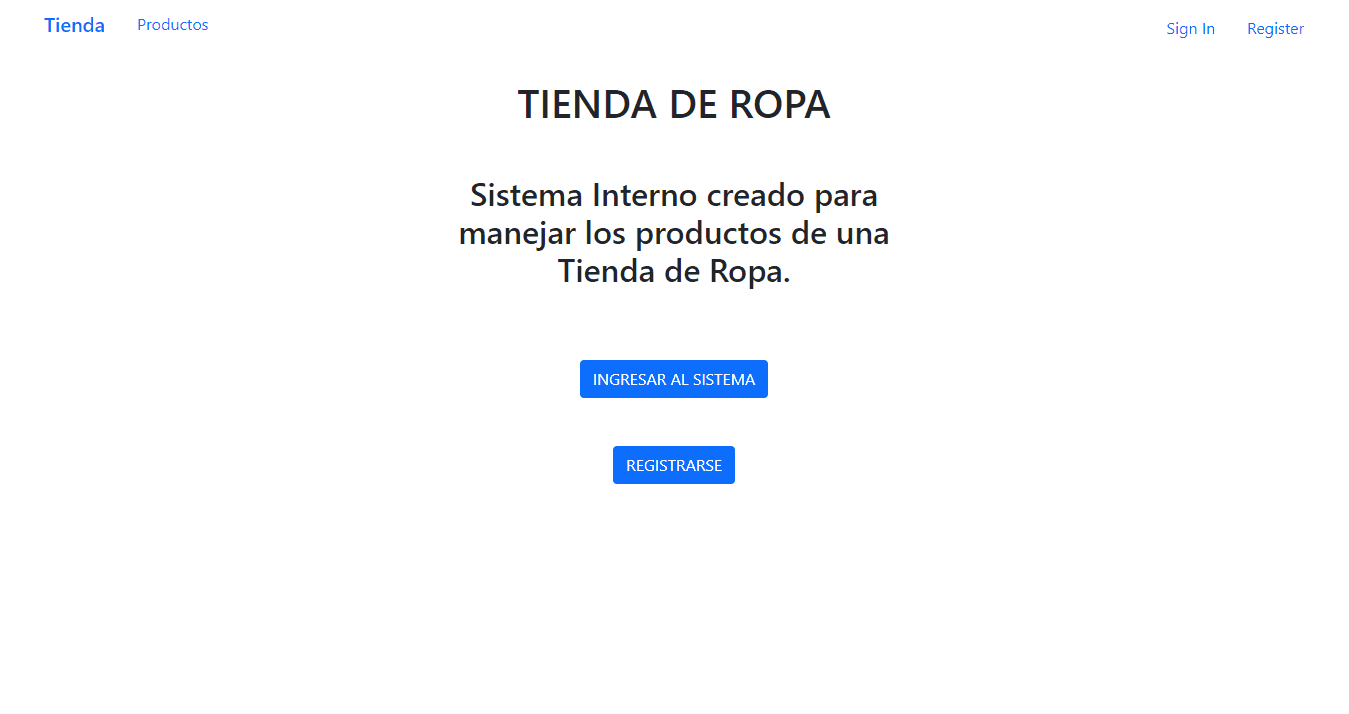 Tienda Productos Sign In Register
TIENDA DE ROPA
Sistema Interno creado para
manejar los productos de una
Tienda de Ropa.
INGRESAR AL SISTEMA
REGISTRARSE